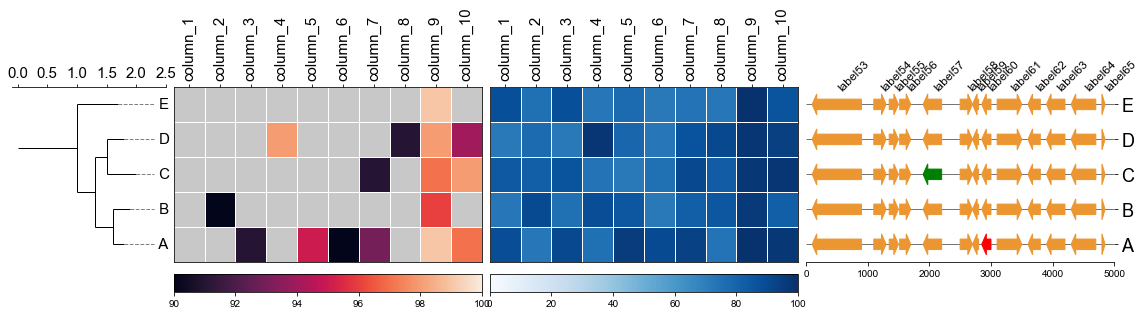 column_1 column_2 column_3 column_4 column_5 column_6 column_7 column_8 column_9 column_10
column_1 column_2 column_3 column_4 column_5 column_6 column_7 column_8 column_9 column_10
label53 label54 label55 label56 label57 label58 label59 label60 label61 label62 label63 label64 label65
0.0 0.5 1.0 1.5 2.0 2.5
E
D
C
B
A
E
D
C
B
A
90 92 94 96 98 100
20 40 60 80 100
0 1000 2000 3000 4000 5000